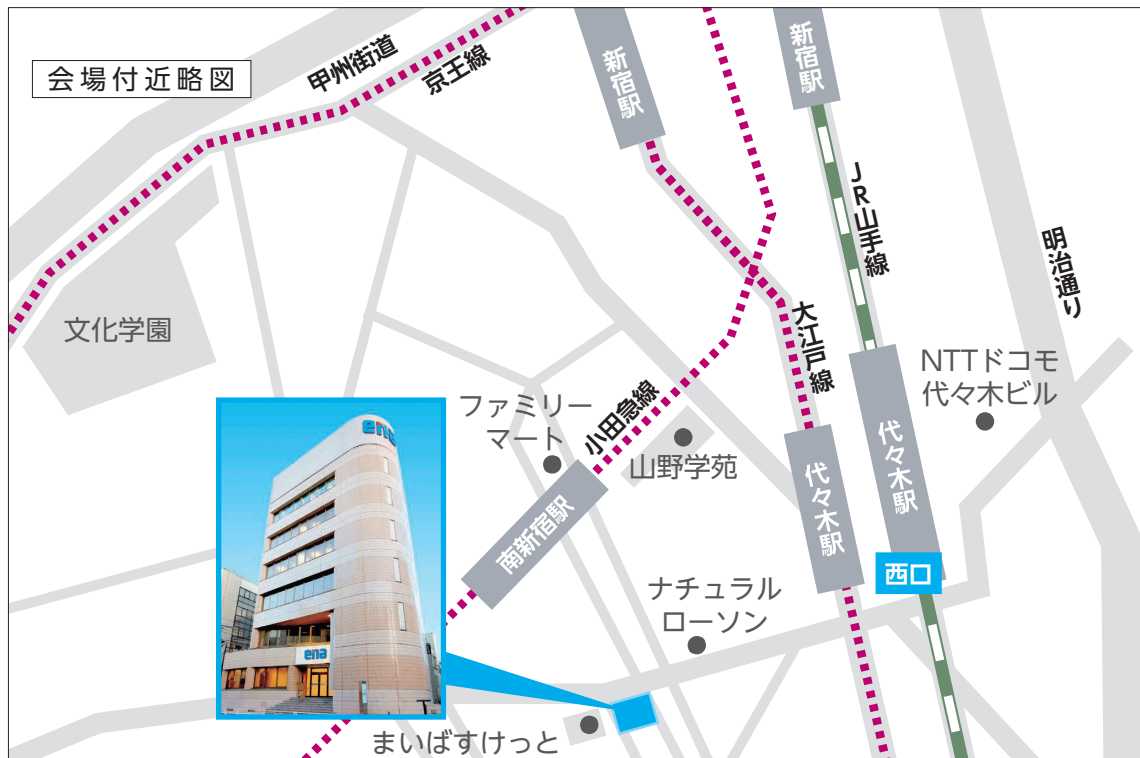 会場付近略図
甲州街道
京王線
新宿駅
新宿駅
JR山手線
明治通り
文化学園
大江戸線
NTTドコモ
代々木ビル
ファミリー
マート
小田急線
山野学苑
代々木駅
代々木駅
南新宿駅
西口
ナチュラル
ローソン
まいばすけっと
ena
ena